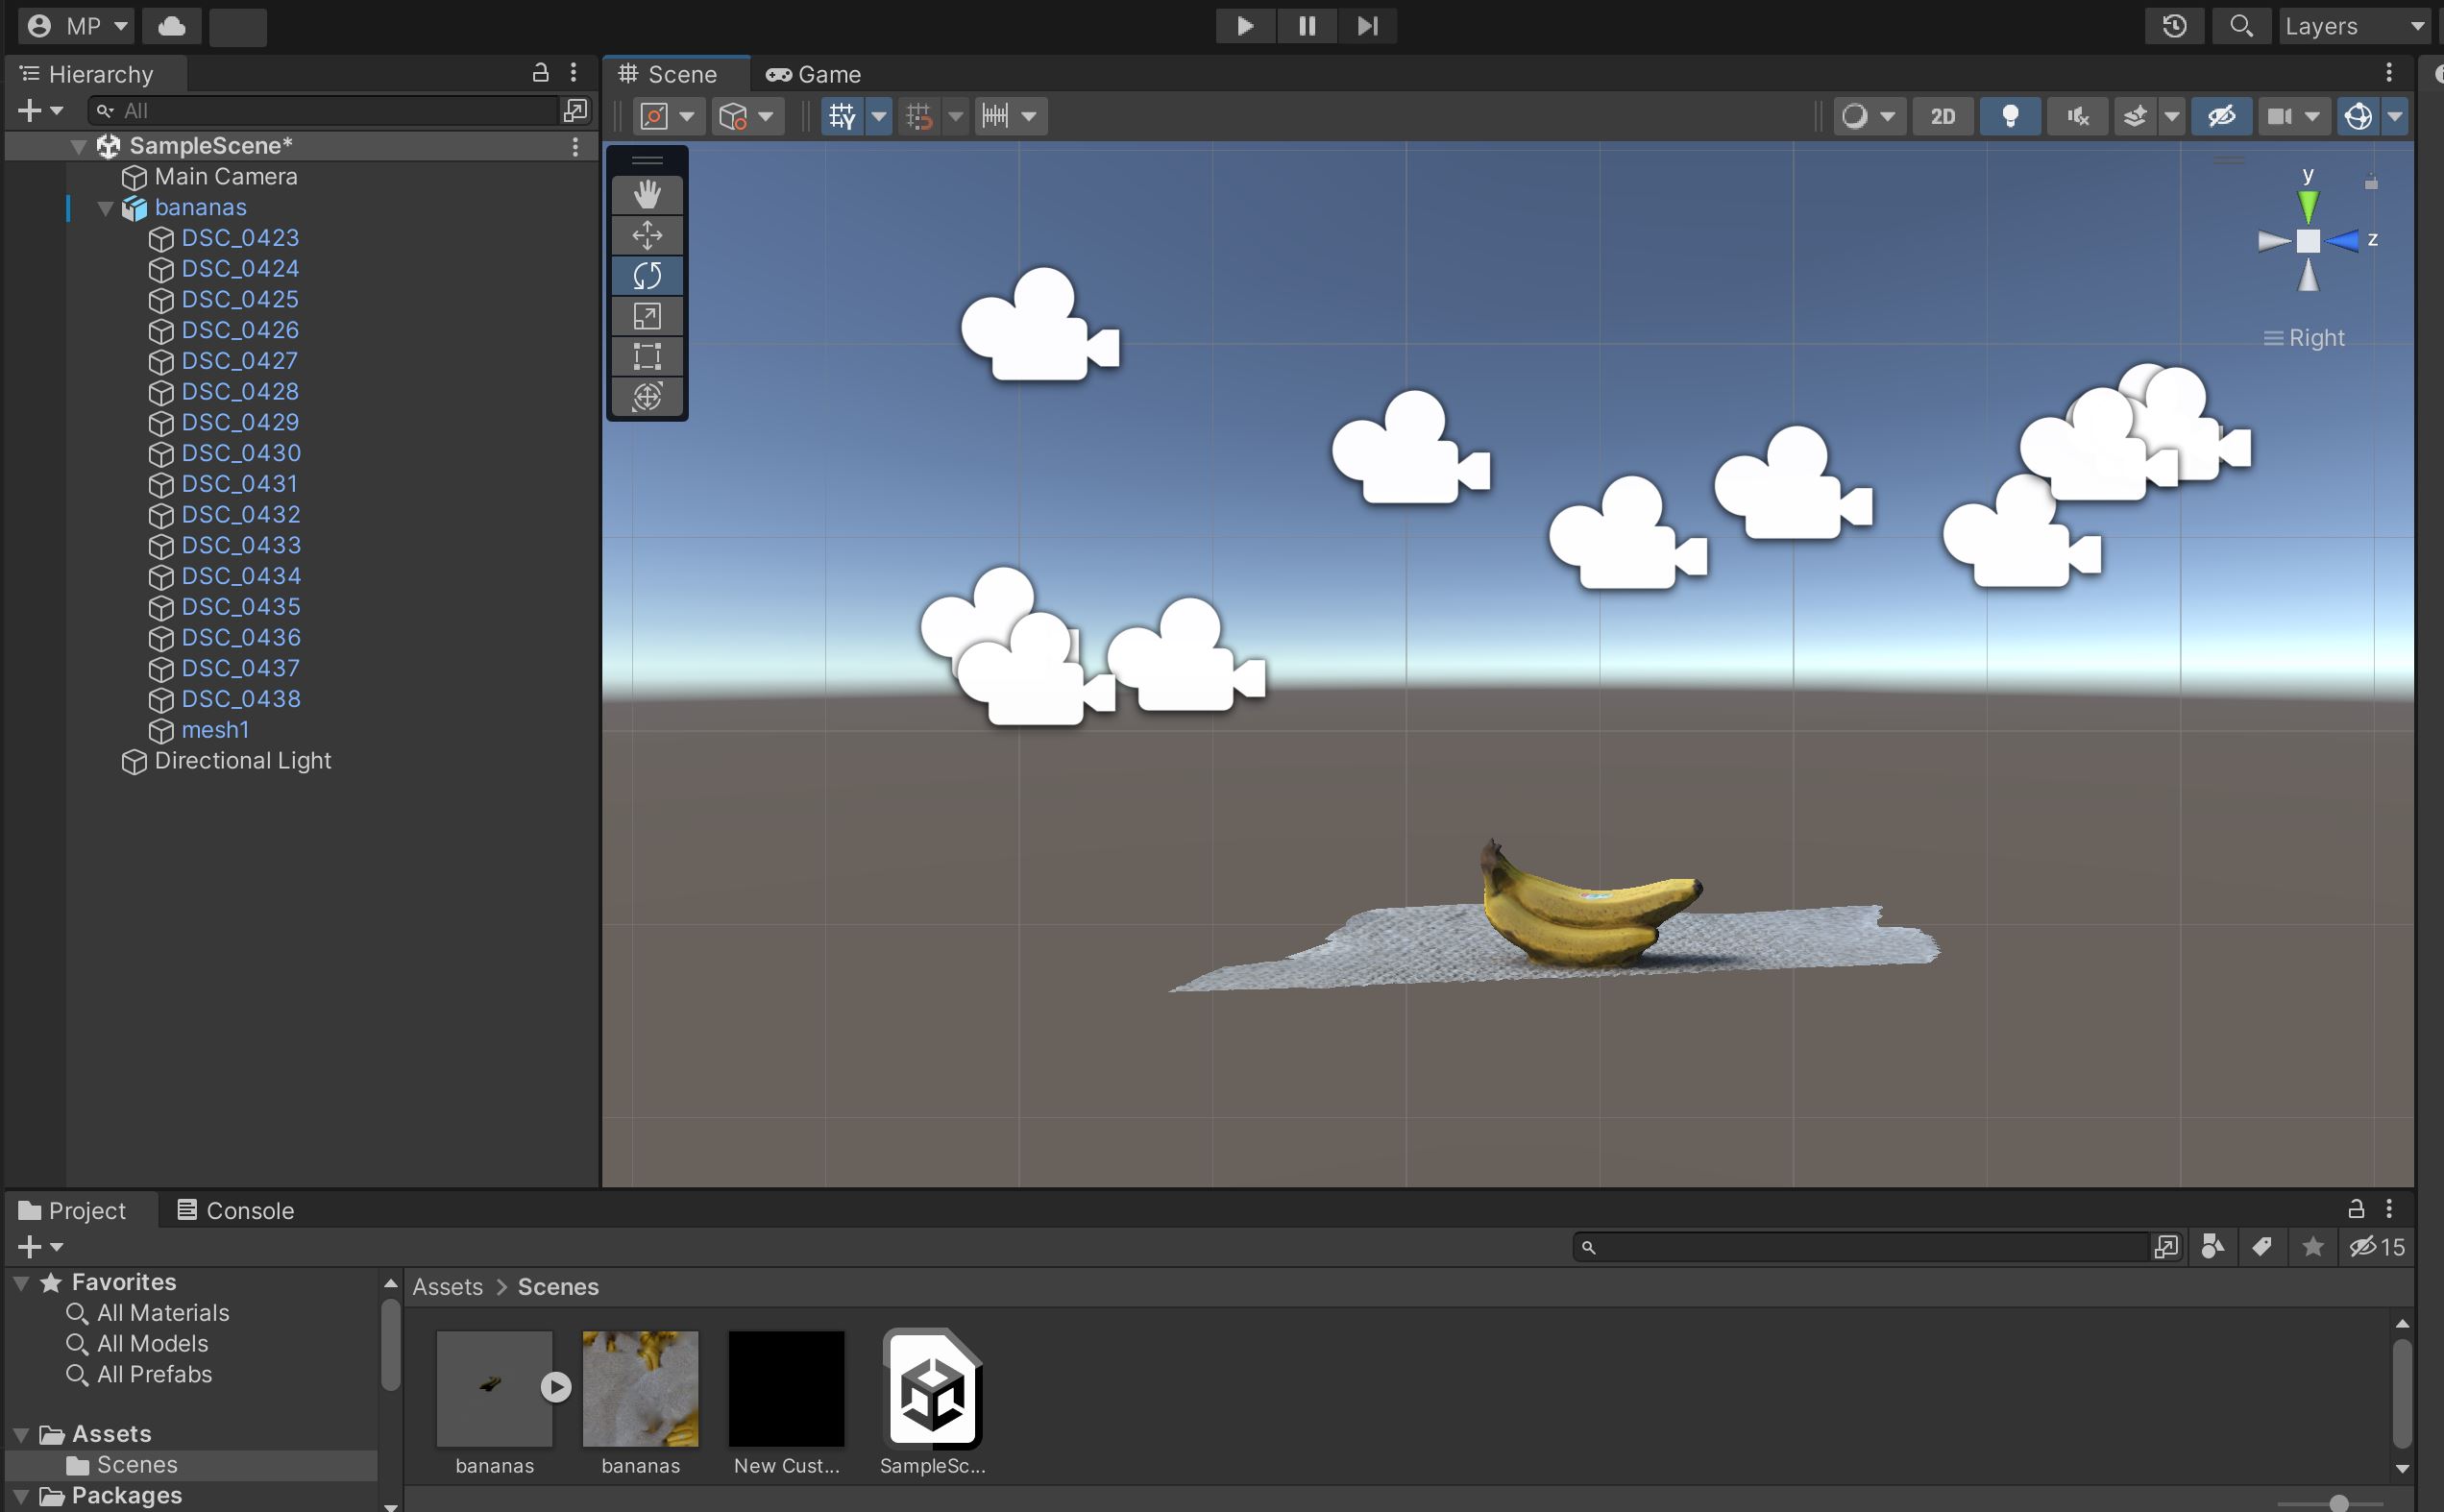 MP
Layers
Hierarchy
All
SampleScene*
Main Camera
bananas
DSC_0423
DSC_0424
DSC_0425
DSC_0426
DSC_0427
DSC_0428
DSC_0429
DSC_0430
DSC_0431
DSC_0432
DSC_0433
DSC_0434
DSC_0435
DSC_0436
DSC_0437
DSC_0438
mesh1
Directional Light
Scene
Game
2D
y
z
Right
Project
Console
15
Favorites
All Materials
All Models
All Prefabs
Assets
Scenes
Packages
Assets > Scenes
bananas
bananas
New Cust...
SampleSc...